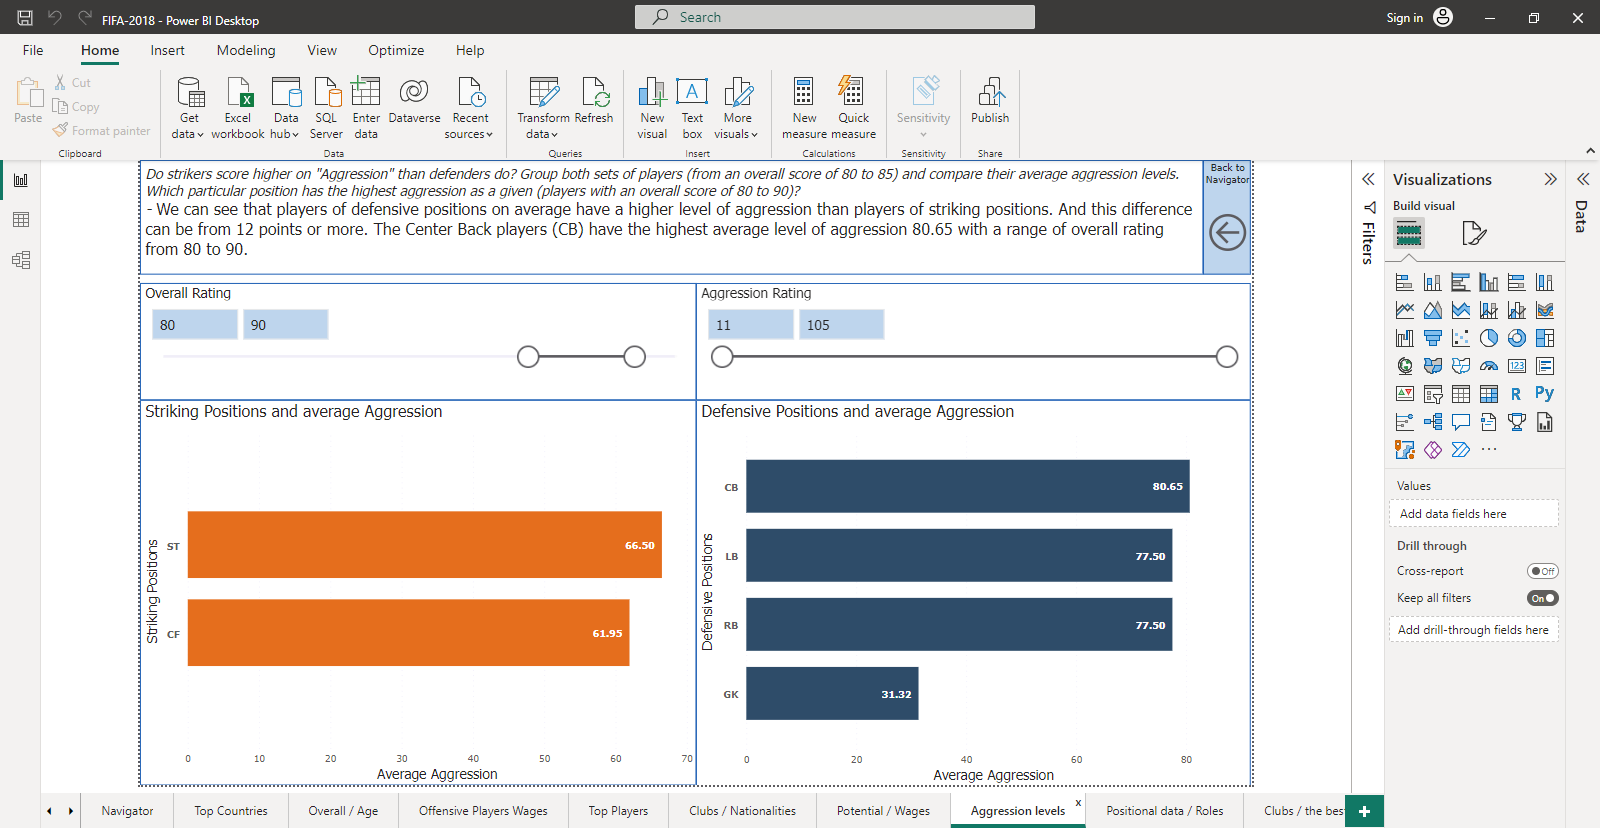 FIFA-2018 - Power BI Desktop
Search
Sign in
File Home Insert Modeling View Optimize Help
Paste
Cut
Copy
Format painter
Clipboard
Get data
Excel workbook
Data hub
SQL Server
Enter data
Dataverse
Recent sources
Data
Transform data
Refresh
Queries
New visual
Text box
More visuals
Insert
New measure
Quick measure
Calculations
Sensitivity
Sensitivity
Publish
Share
Do strikers score higher on "Aggression" than defenders do? Group both sets of players (from an overall score of 80 to 85) and compare their average aggression levels.
Which particular position has the highest aggression as a given (players with an overall score of 80 to 90)?
- We can see that players of defensive positions on average have a higher level of aggression than players of striking positions. And this difference
can be from 12 points or more. The Center Back players (CB) have the highest average level of aggression 80.65 with a range of overall rating
from 80 to 90.
Back to
Navigator
Overall Rating
80 90
Aggression Rating
11 105
Striking Positions and average Aggression
Striking Positions
ST 66.50
CF 61.95
0 10 20 30 40 50 60 70
Average Aggression
Defensive Positions and average Aggression
Defensive Positions
CB 80.65
LB 77.50
RB 77.50
GK 31.32
0 20 40 60 80
Average Aggression
Filters
Visualizations
Build visual
123
R Py
Values
Add data fields here
Drill through
Cross-report Off
Keep all filters On
Add drill-through fields here
Data
Navigator Top Countries Overall / Age Offensive Players Wages Top Players Clubs / Nationalities Potential / Wages Aggression levels x Positional data / Roles Clubs / the bes